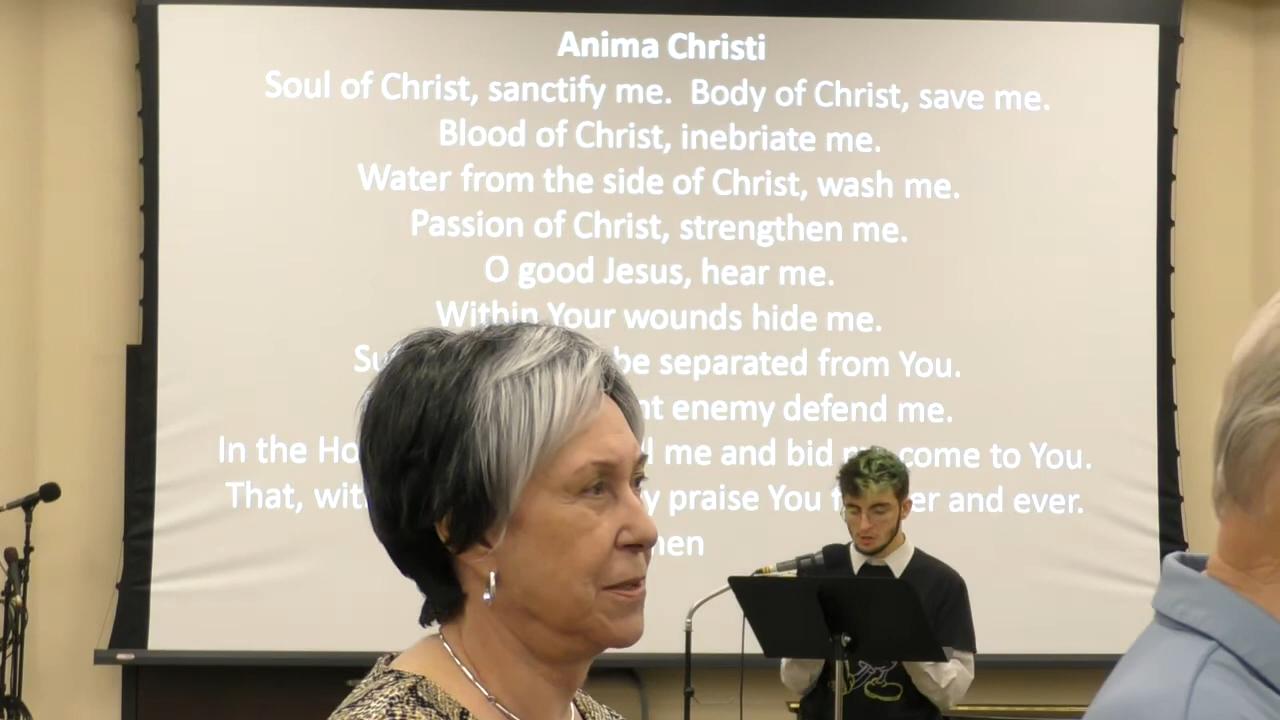 Anima Christi
Soul of Christ, sanctify me. Body of Christ, save me.
Blood of Christ, inebriate me.
Water from the side of Christ, wash me.
Passion of Christ, strengthen me.
O good Jesus, hear me.
Within Your wounds hide me.
be separated from You.
enemy defend me.
In the me and bid come to You.
That, praise You and ever.